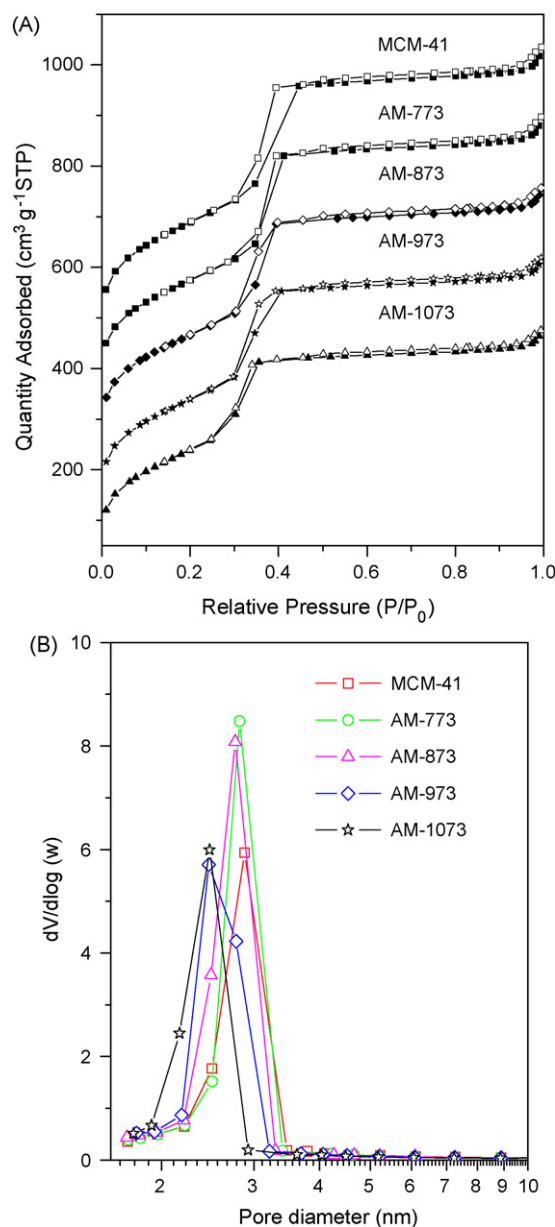 (A)
MCM-41
AM-773
AM-873
AM-973
AM-1073
1000
800
600
400
200
0.0 0.2 0.4 0.6 0.8 1.0
Quantity Adsorbed (cm³ g⁻¹STP)
Relative Pressure (P/P₀)
(B)
MCM-41
AM-773
AM-873
AM-973
AM-1073
10
8
6
4
2
0
2 3 4 5 6 7 8 9 10
dV/dlog (w)
Pore diameter (nm)